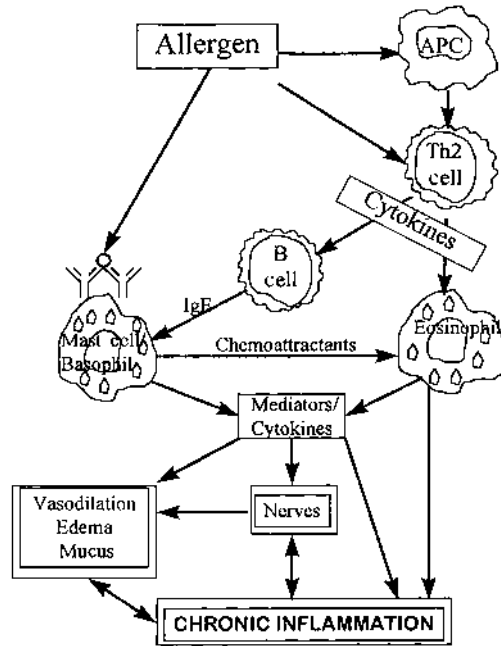 Allergen
APC
Th2
cell
Cytokines
B
cell
IgE
Mast cell/
Basophil
Chemoattractants
Eosinophil
Mediators/
Cytokines
Vasodilation
Edema
Mucus
Nerves
CHRONIC INFLAMMATION